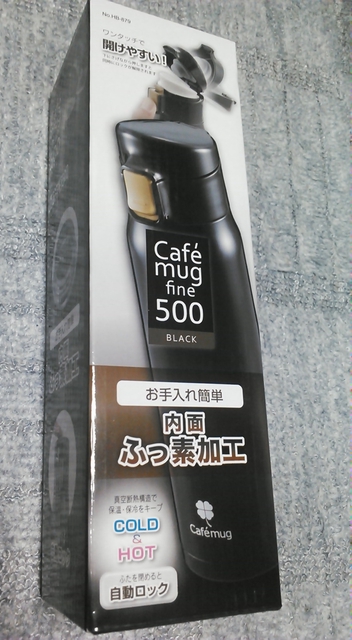 No.HB-879
ワンタッチで
開けやすい！
Café
mug
fine
500
BLACK
お手入れ簡単
内面
ふっ素加工
真空断熱構造で
保温・保冷をキープ
COLD
&
HOT
Cafémug
ふたを閉めると
自動ロック